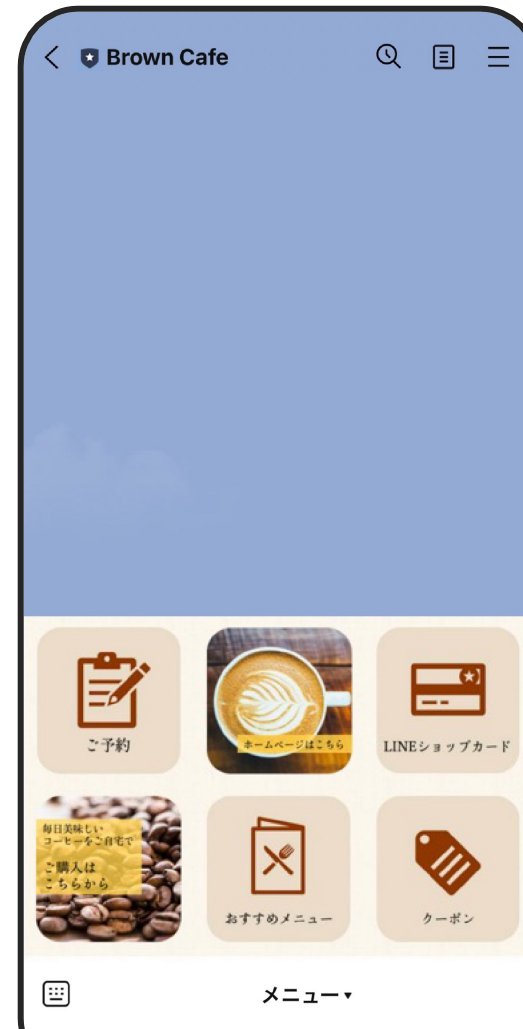 Brown Cafe
ご予約
ホームページはこちら
LINEショップカード
毎日美味しい
コーヒーをご自宅で
ご購入は
こちらから
おすすめメニュー
クーポン
メニュー▾